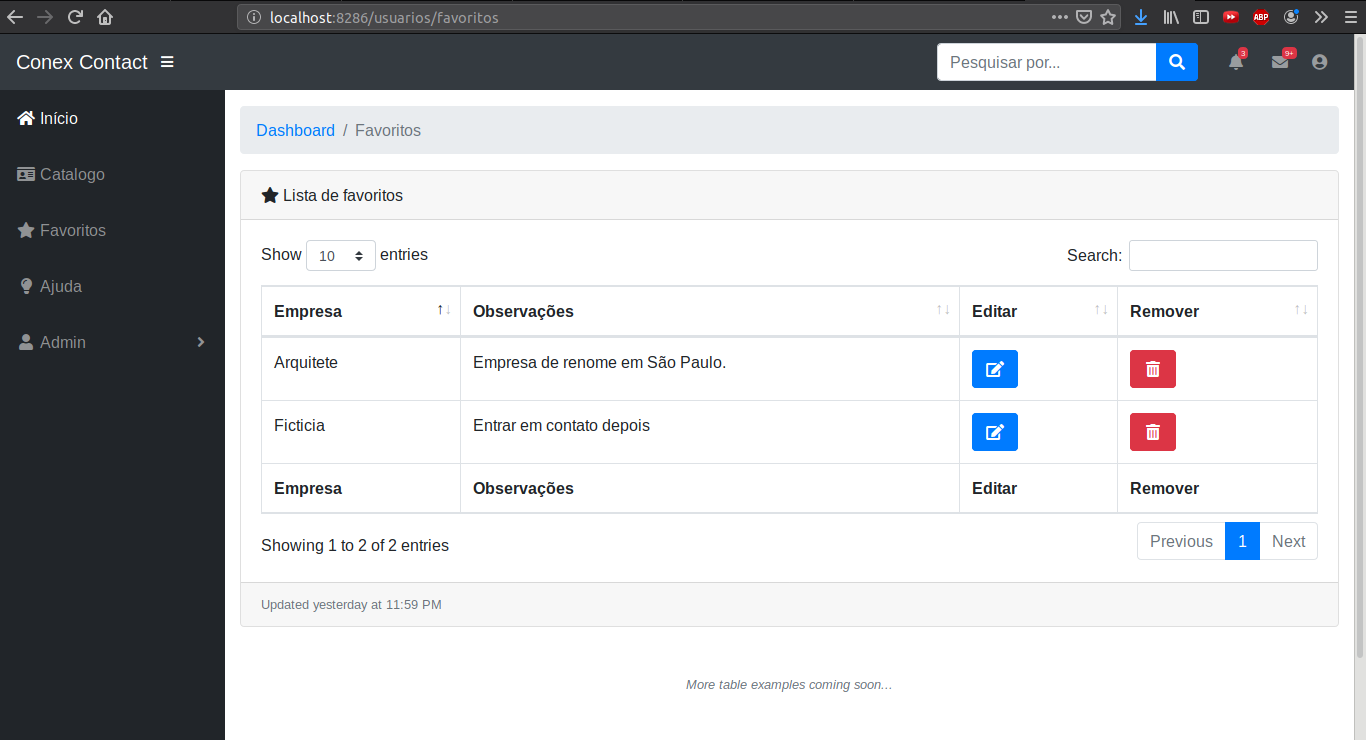 localhost:8286/usuarios/favoritos
ABP
Conex Contact
Pesquisar por...
3
9+
Início
Catalogo
Favoritos
Ajuda
Admin
Dashboard / Favoritos
Lista de favoritos
Show 10 entries
Search:
Empresa Observações Editar Remover
Arquitete Empresa de renome em São Paulo.
Ficticia Entrar em contato depois
Empresa Observações Editar Remover
Showing 1 to 2 of 2 entries
Previous 1 Next
Updated yesterday at 11:59 PM
More table examples coming soon...